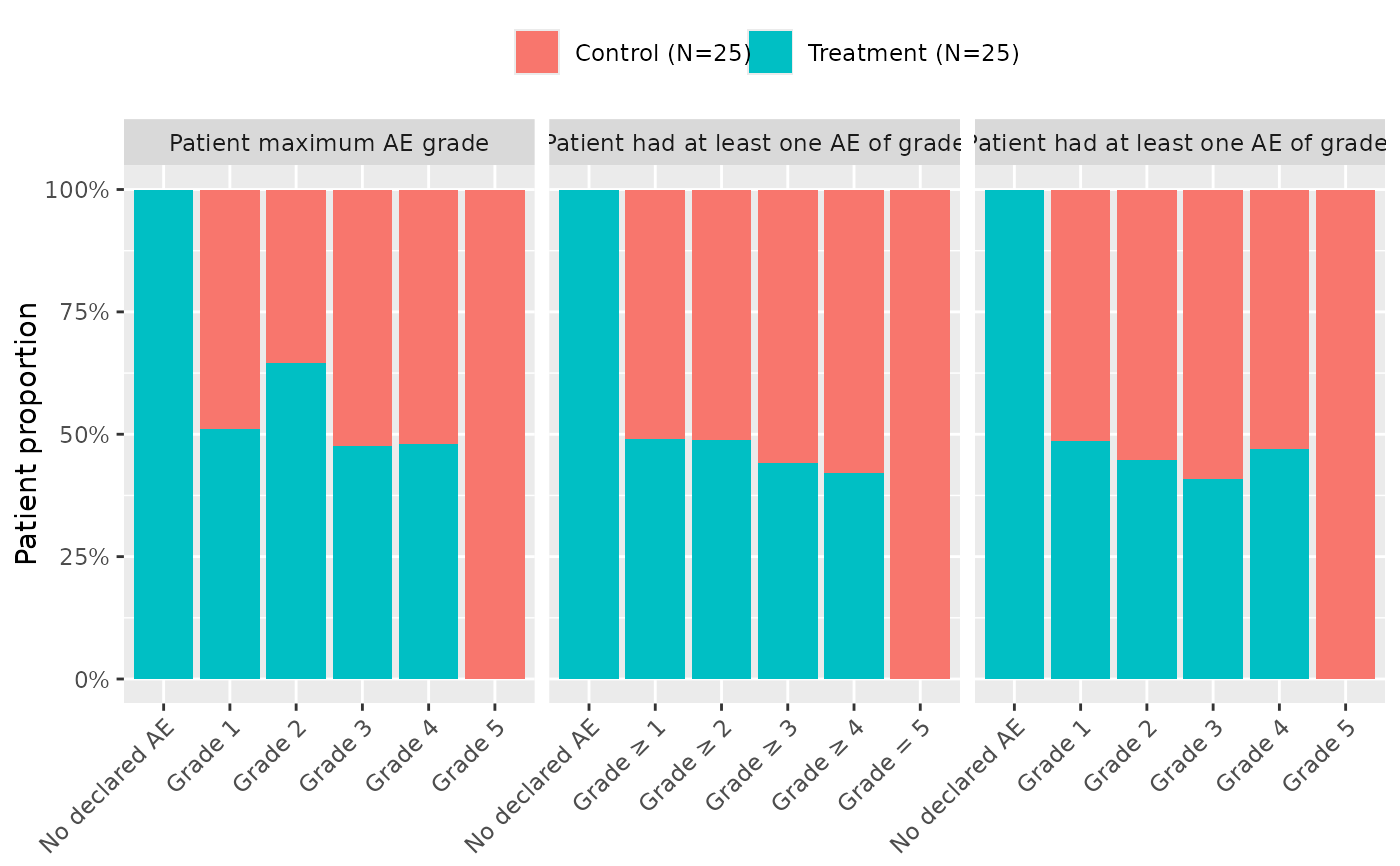 Control (N=25) Treatment (N=25)
Patient maximum AE grade
Patient had at least one AE of grade
Patient had at least one AE of grade
Patient proportion
100%
75%
50%
25%
0%
No declared AE
Grade 1
Grade 2
Grade 3
Grade 4
Grade 5
No declared AE
Grade ≥ 1
Grade ≥ 2
Grade ≥ 3
Grade ≥ 4
Grade = 5
No declared AE
Grade 1
Grade 2
Grade 3
Grade 4
Grade 5